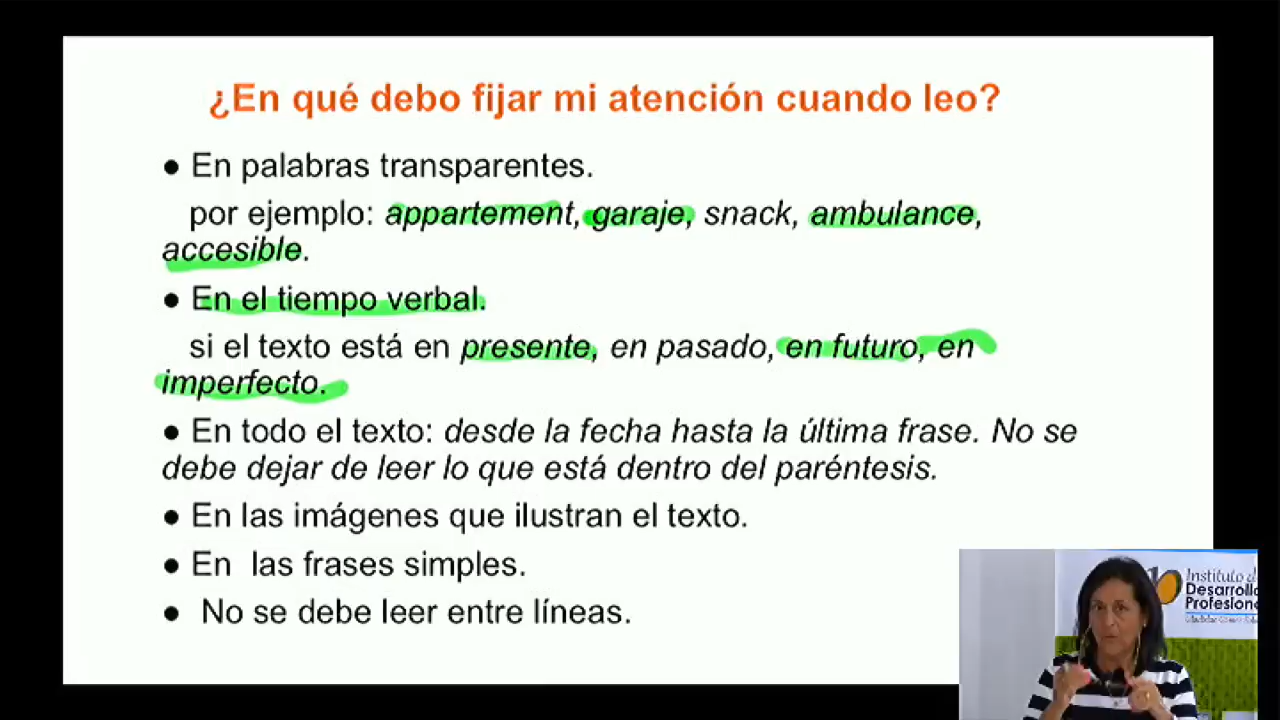 ¿En qué debo fijar mi atención cuando leo?
● En palabras transparentes.
por ejemplo: appartement, garaje, snack, ambulance,
accesible.
● En el tiempo verbal.
si el texto está en presente, en pasado, en futuro, en
imperfecto.
● En todo el texto: desde la fecha hasta la última frase. No se
debe dejar de leer lo que está dentro del paréntesis.
● En las imágenes que ilustran el texto.
● En  las frases simples.
●  No se debe leer entre líneas.
Instituto d
Desarroll
Profesion